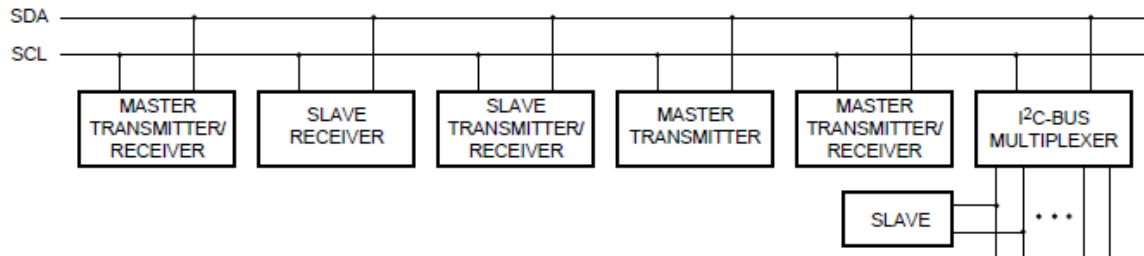 SDA
SCL
MASTER
TRANSMITTER/
RECEIVER
SLAVE
RECEIVER
SLAVE
TRANSMITTER/
RECEIVER
MASTER
TRANSMITTER
MASTER
TRANSMITTER/
RECEIVER
I²C-BUS
MULTIPLEXER
SLAVE